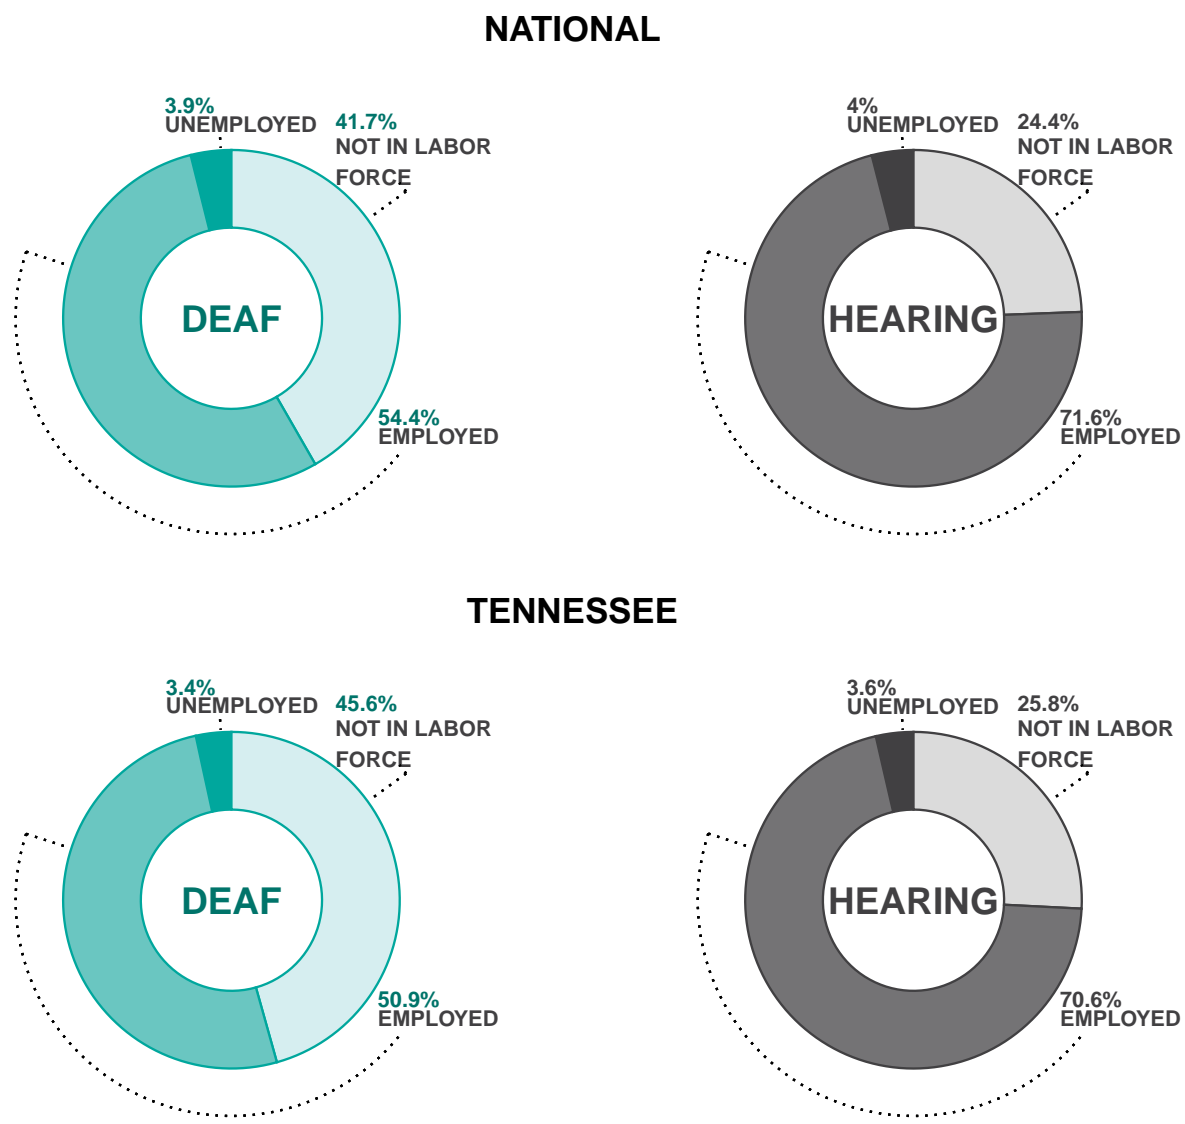 NATIONAL
3.9%
UNEMPLOYED
41.7%
NOT IN LABOR
FORCE
DEAF
54.4%
EMPLOYED
4%
UNEMPLOYED
24.4%
NOT IN LABOR
FORCE
HEARING
71.6%
EMPLOYED
TENNESSEE
3.4%
UNEMPLOYED
45.6%
NOT IN LABOR
FORCE
DEAF
50.9%
EMPLOYED
3.6%
UNEMPLOYED
25.8%
NOT IN LABOR
FORCE
HEARING
70.6%
EMPLOYED